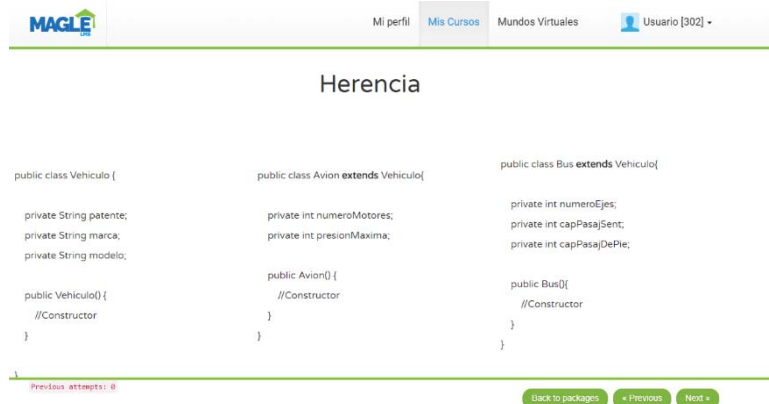 MAGLE
LMS
Mi perfil
Mis Cursos
Mundos Virtuales
Usuario [302]
Herencia
public class Vehiculo {
private String patente;
private String marca;
private String modelo;
public Vehiculo() {
//Constructor
}
}
public class Avion extends Vehiculo{
private int numeroMotores;
private int presionMaxima;
public Avion() {
//Constructor
}
}
public class Bus extends Vehiculo{
private int numeroEjes;
private int capPasajSent;
private int capPasajDePie;
public Bus(){
//Constructor
}
}
Previous attempts: 0
Back to packages
« Previous
Next »